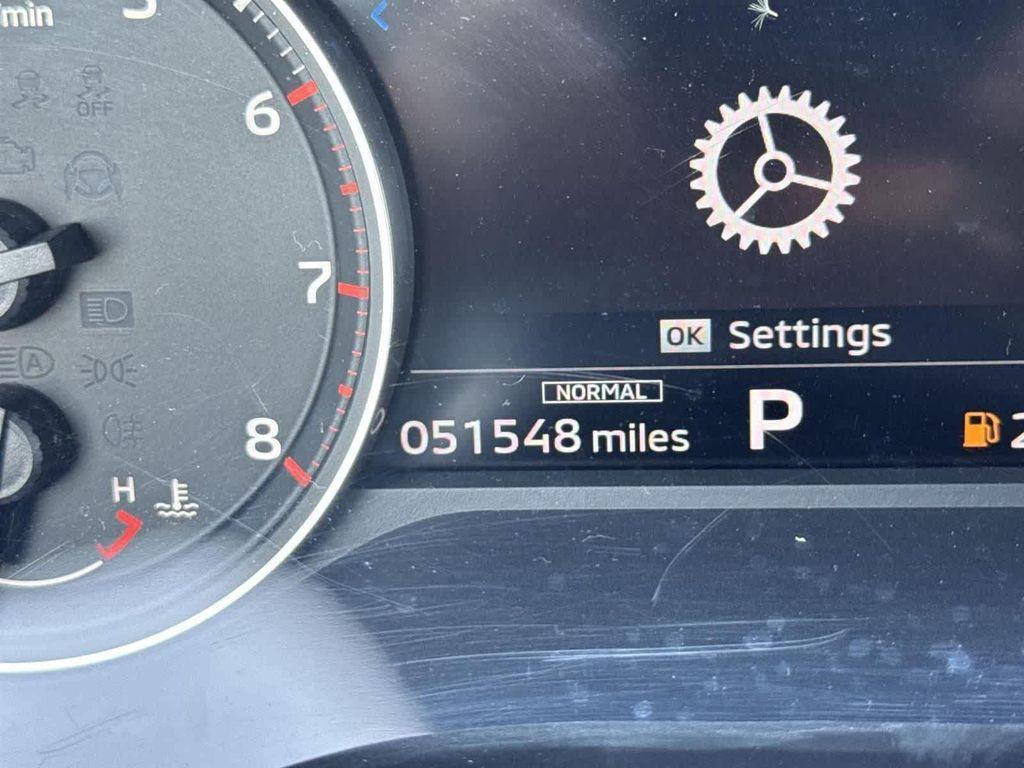 /min
5
6
OFF
7
A
8
H
OK Settings
NORMAL
051548 miles P 2